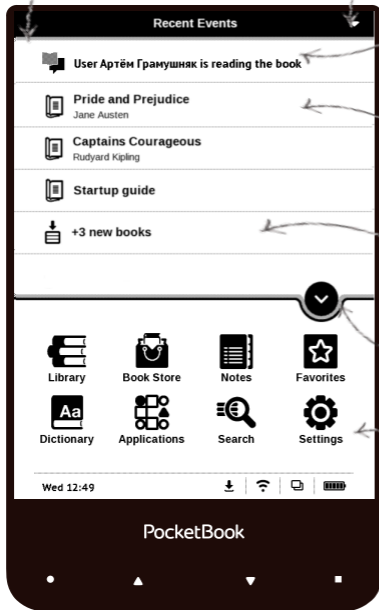 Recent Events
User Артём Грамушняк is reading the book
Pride and Prejudice
Jane Austen
Captains Courageous
Rudyard Kipling
Startup guide
+3 new books
Library Book Store Notes Favorites
Aa
Dictionary Applications Search Settings
Wed 12:49
PocketBook